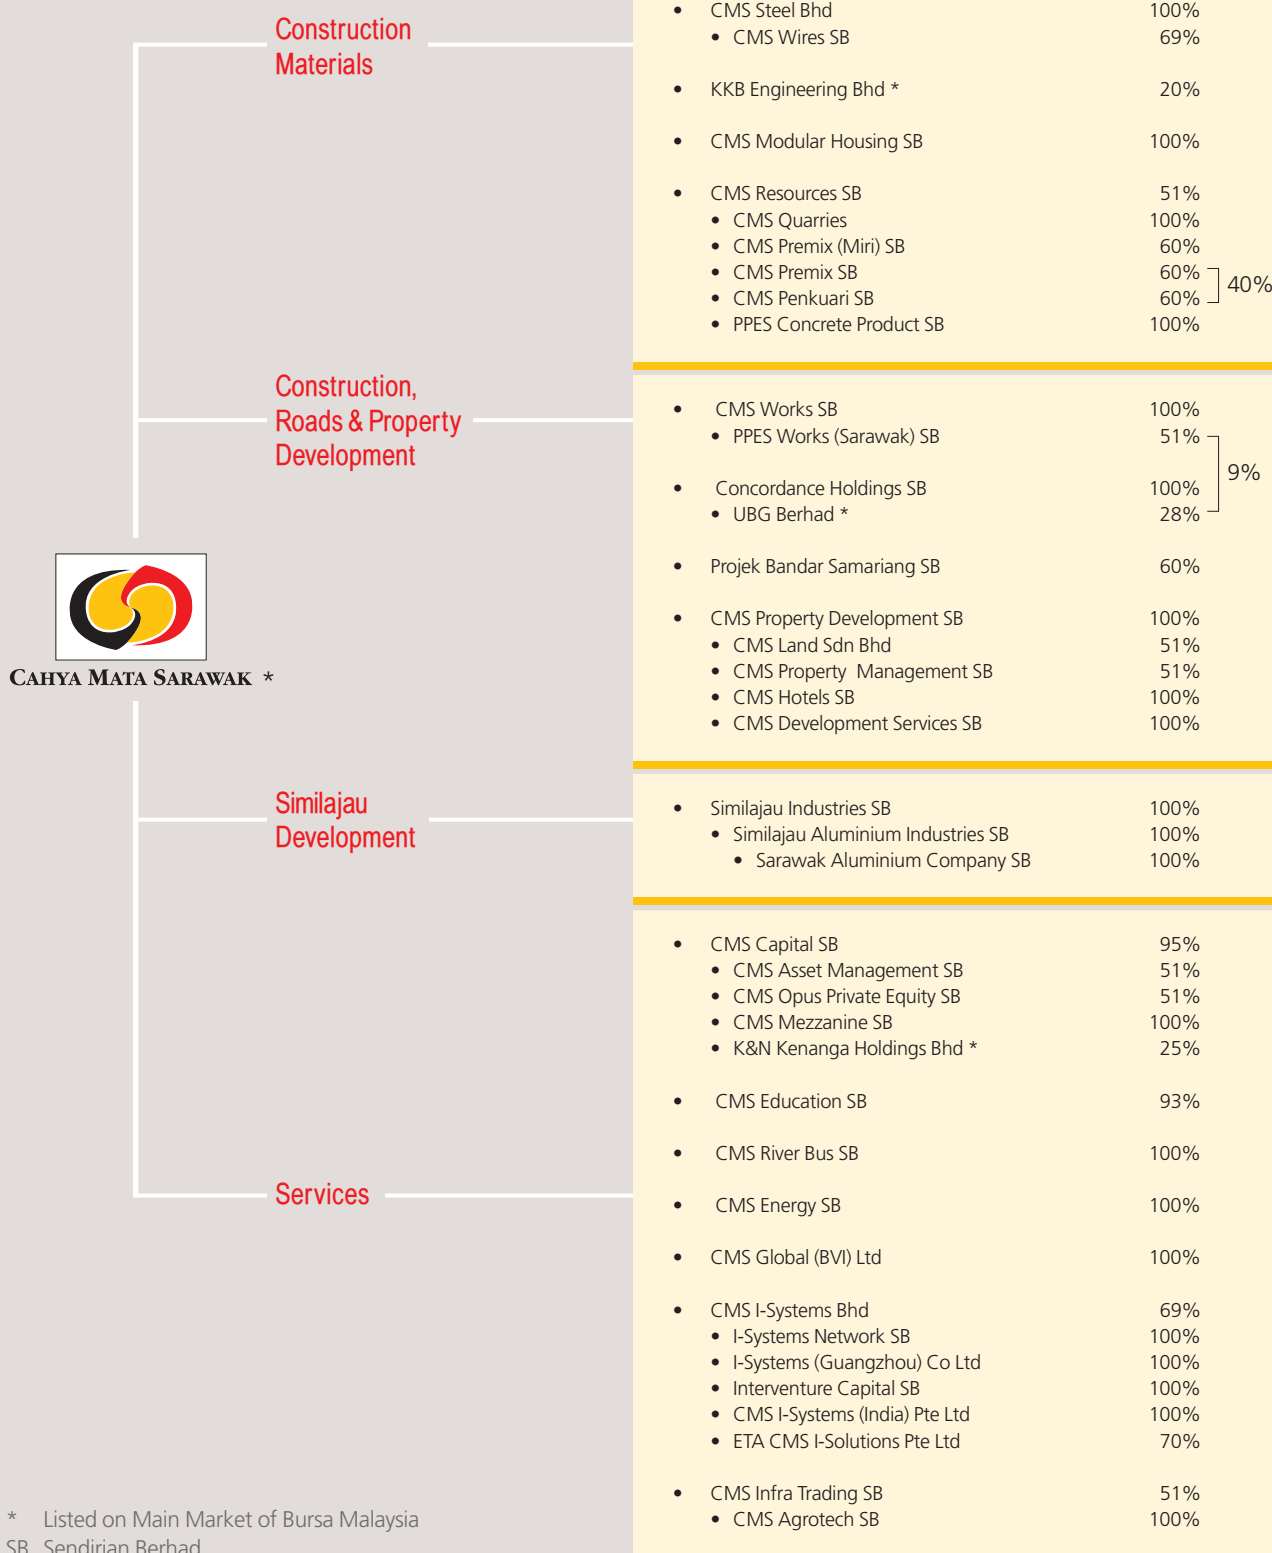 Construction
Materials
• CMS Steel Bhd 100%
• CMS Wires SB 69%
• KKB Engineering Bhd * 20%
• CMS Modular Housing SB 100%
• CMS Resources SB 51%
• CMS Quarries 100%
• CMS Premix (Miri) SB 60%
• CMS Premix SB 60%
• CMS Penkuari SB 60%
40%
• PPES Concrete Product SB 100%
Construction,
Roads & Property
Development
• CMS Works SB 100%
• PPES Works (Sarawak) SB 51%
9%
• Concordance Holdings SB 100%
• UBG Berhad * 28%
• Projek Bandar Samariang SB 60%
• CMS Property Development SB 100%
• CMS Land Sdn Bhd 51%
• CMS Property Management SB 51%
• CMS Hotels SB 100%
• CMS Development Services SB 100%
CAHYA MATA SARAWAK *
Similajau
Development
• Similajau Industries SB 100%
• Similajau Aluminium Industries SB 100%
• Sarawak Aluminium Company SB 100%
Services
• CMS Capital SB 95%
• CMS Asset Management SB 51%
• CMS Opus Private Equity SB 51%
• CMS Mezzanine SB 100%
• K&N Kenanga Holdings Bhd * 25%
• CMS Education SB 93%
• CMS River Bus SB 100%
• CMS Energy SB 100%
• CMS Global (BVI) Ltd 100%
• CMS I-Systems Bhd 69%
• I-Systems Network SB 100%
• I-Systems (Guangzhou) Co Ltd 100%
• Interventure Capital SB 100%
• CMS I-Systems (India) Pte Ltd 100%
• ETA CMS I-Solutions Pte Ltd 70%
• CMS Infra Trading SB 51%
• CMS Agrotech SB 100%
* Listed on Main Market of Bursa Malaysia
SB Sendirian Berhad